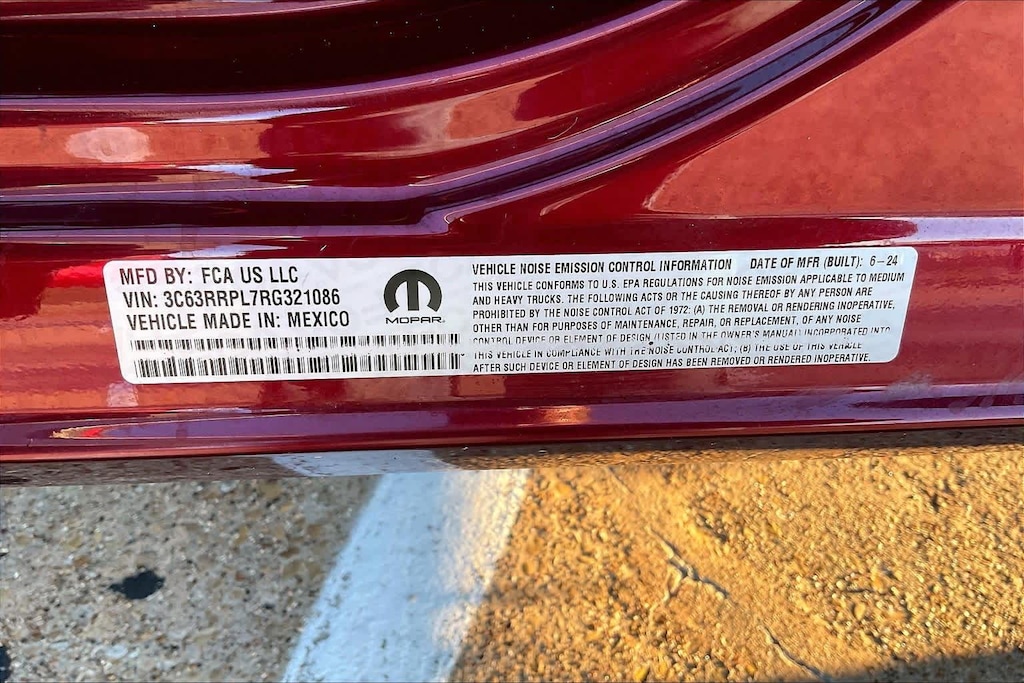 MFD BY: FCA US LLC
VIN: 3C63RRPL7RG321086
VEHICLE MADE IN: MEXICO
MOPAR
VEHICLE NOISE EMISSION CONTROL INFORMATION DATE OF MFR (BUILT): 6-24
THIS VEHICLE CONFORMS TO U.S. EPA REGULATIONS FOR NOISE EMISSION APPLICABLE TO MEDIUM
AND HEAVY TRUCKS. THE FOLLOWING ACTS OR THE CAUSING THEREOF BY ANY PERSON ARE
PROHIBITED BY THE NOISE CONTROL ACT OF 1972: (A) THE REMOVAL OR RENDERING INOPERATIVE,
OTHER THAN FOR PURPOSES OF MAINTENANCE, REPAIR, OR REPLACEMENT, OF ANY NOISE
CONTROL DEVICE OR ELEMENT OF DESIGN (LISTED IN THE OWNER'S MANUAL) INCORPORATED INTO
THIS VEHICLE IN COMPLIANCE WITH THE NOISE CONTROL ACT; (B) THE USE OF THIS VEHICLE
AFTER SUCH DEVICE OR ELEMENT OF DESIGN HAS BEEN REMOVED OR RENDERED INOPERATIVE.